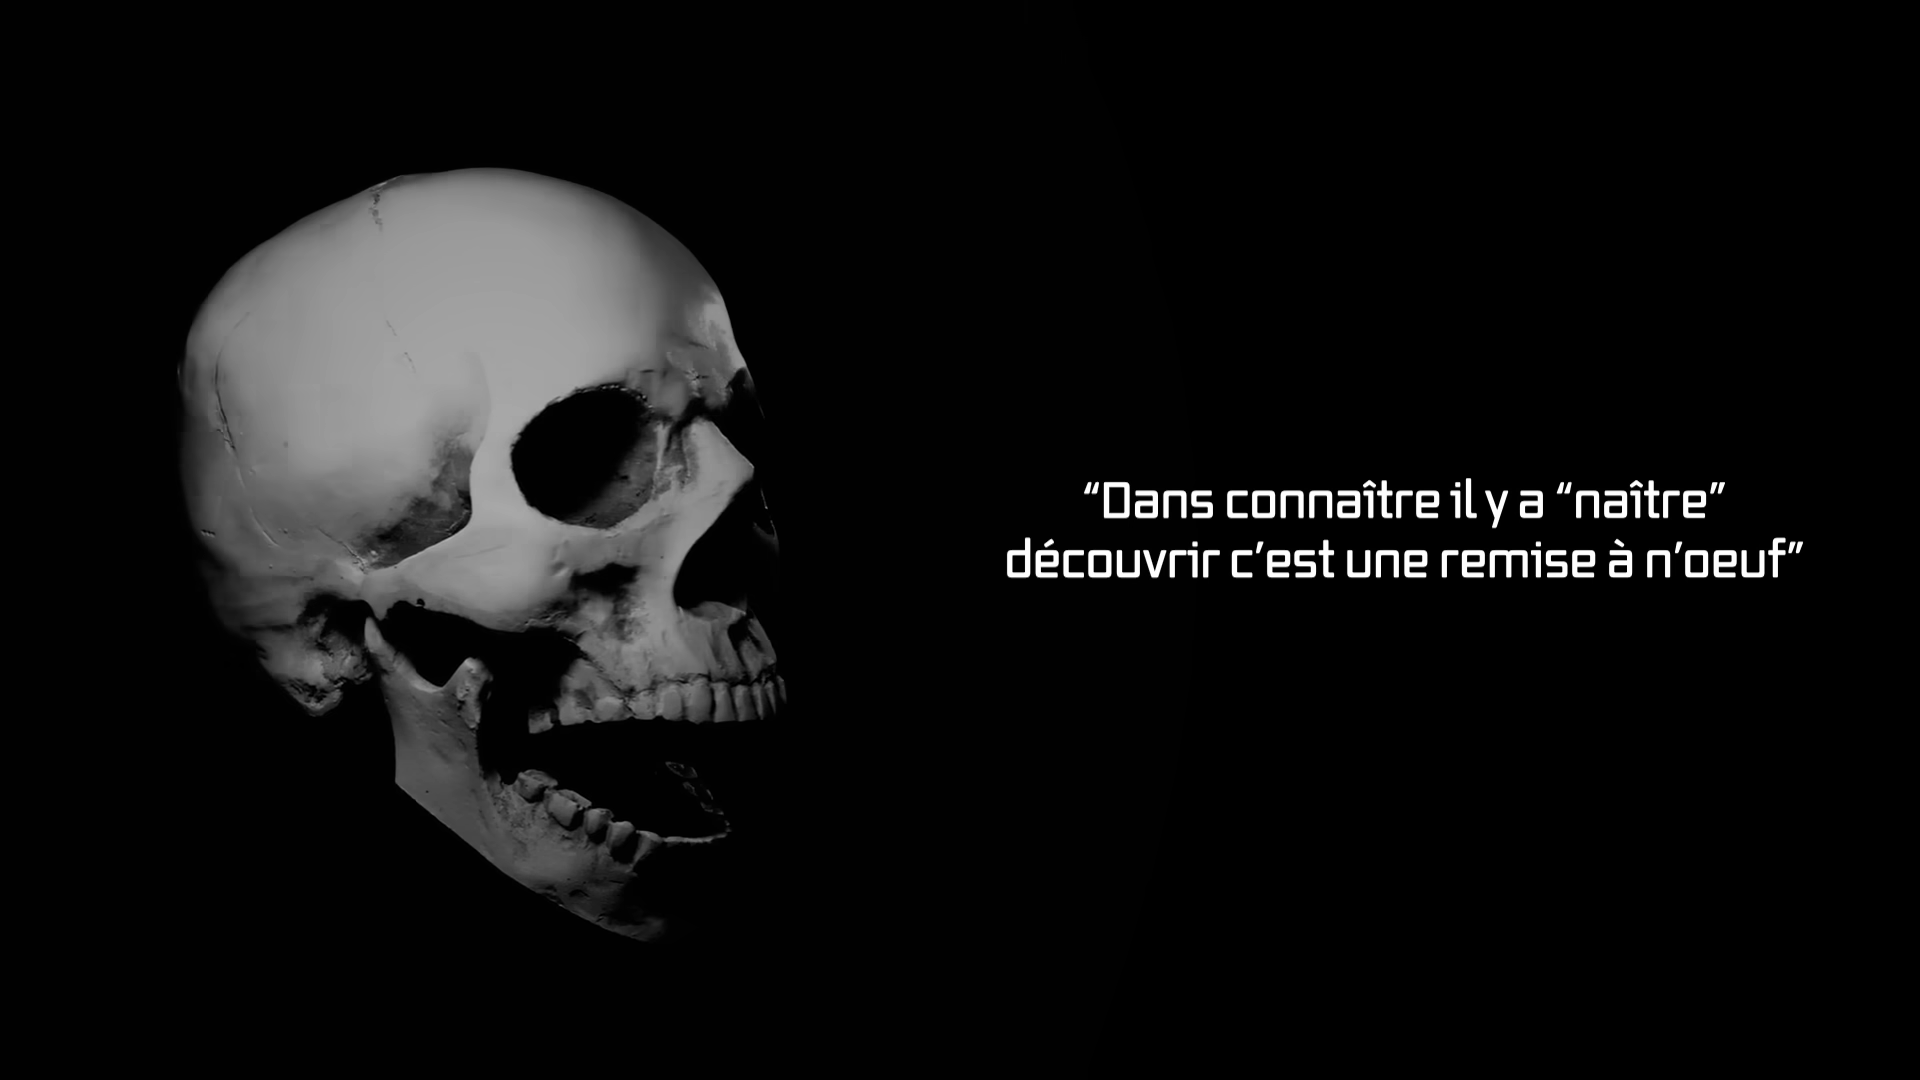 “Dans connaître il y a “naître”
découvrir c’est une remise à n’oeuf”